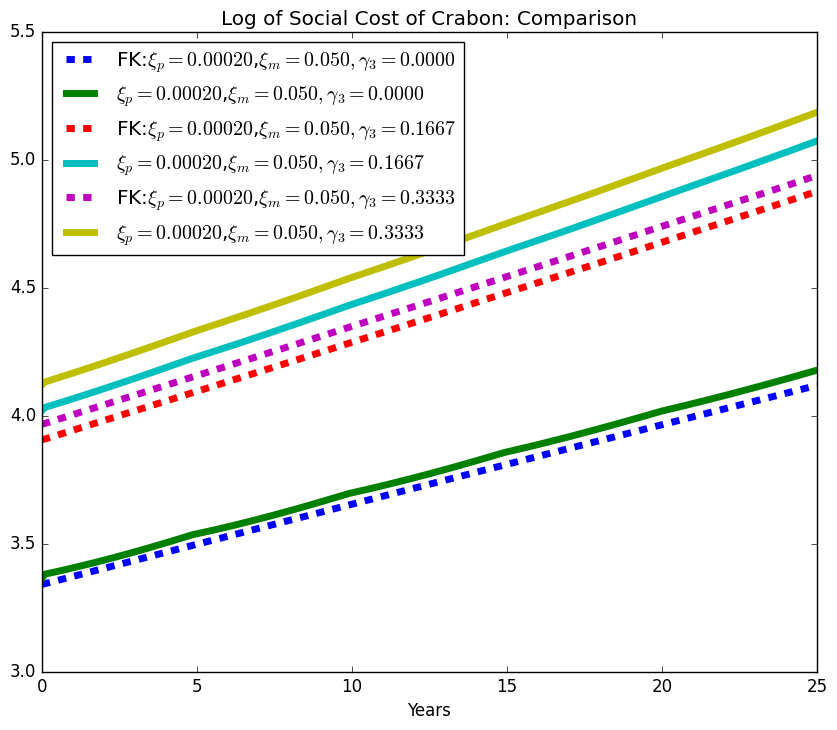 Log of Social Cost of Crabon: Comparison
5.5
5.0
4.5
4.0
3.5
3.0
FK:ξₚ = 0.00020,ξₘ = 0.050, γ₃ = 0.0000
ξₚ = 0.00020,ξₘ = 0.050, γ₃ = 0.0000
FK:ξₚ = 0.00020,ξₘ = 0.050, γ₃ = 0.1667
ξₚ = 0.00020,ξₘ = 0.050, γ₃ = 0.1667
FK:ξₚ = 0.00020,ξₘ = 0.050, γ₃ = 0.3333
ξₚ = 0.00020,ξₘ = 0.050, γ₃ = 0.3333
0 5 10 15 20 25
Years